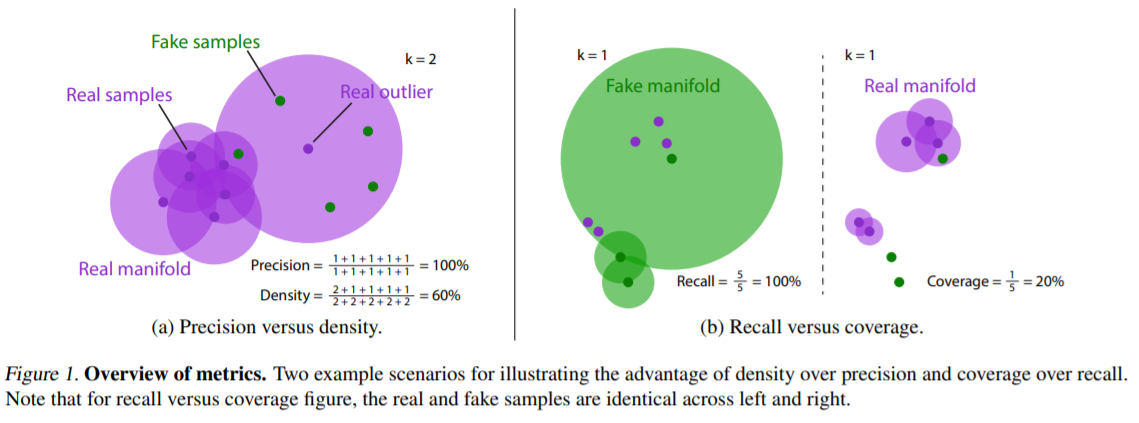 Fake samples
k = 2
Real samples
Real outlier
Real manifold
Precision = 1+1+1+1+1 / 1+1+1+1+1 = 100%
Density = 2+1+1+1+1 / 2+2+2+2+2 = 60%
(a) Precision versus density.
k = 1
Fake manifold
Recall = 5/5 = 100%
k = 1
Real manifold
Coverage = 1/5 = 20%
(b) Recall versus coverage.
Figure 1. Overview of metrics. Two example scenarios for illustrating the advantage of density over precision and coverage over recall.
Note that for recall versus coverage figure, the real and fake samples are identical across left and right.